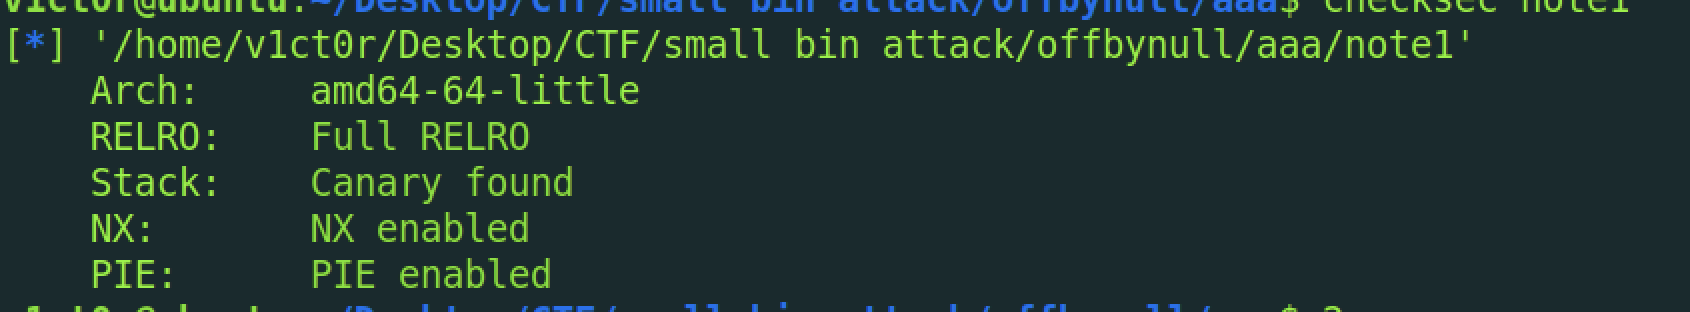 v1ct0r@ubuntu:~/Desktop/CTF/small bin attack/offbynull/aaa$ checksec note1
[*] '/home/v1ct0r/Desktop/CTF/small bin attack/offbynull/aaa/note1'
Arch: amd64-64-little
RELRO: Full RELRO
Stack: Canary found
NX: NX enabled
PIE: PIE enabled